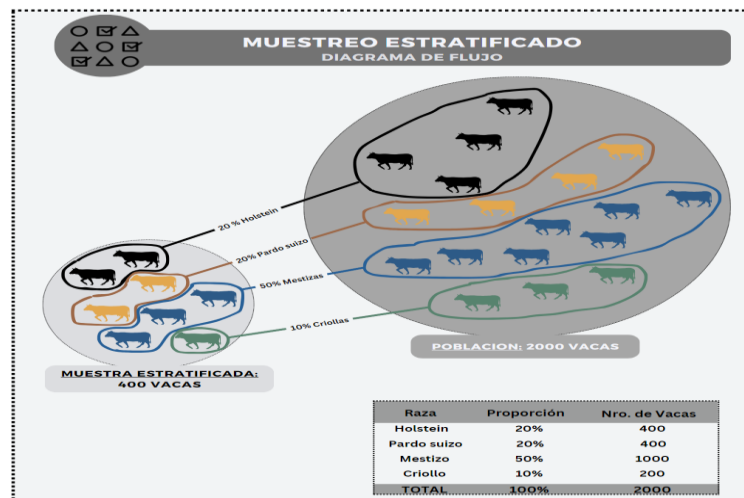 MUESTREO ESTRATIFICADO
DIAGRAMA DE FLUJO
20 % Holstein
20% Pardo suizo
50% Mestizas
10% Criollas
POBLACION: 2000 VACAS
MUESTRA ESTRATIFICADA:
400 VACAS
Raza Proporción Nro. de Vacas
Holstein 20% 400
Pardo suizo 20% 400
Mestizo 50% 1000
Criollo 10% 200
TOTAL 100% 2000